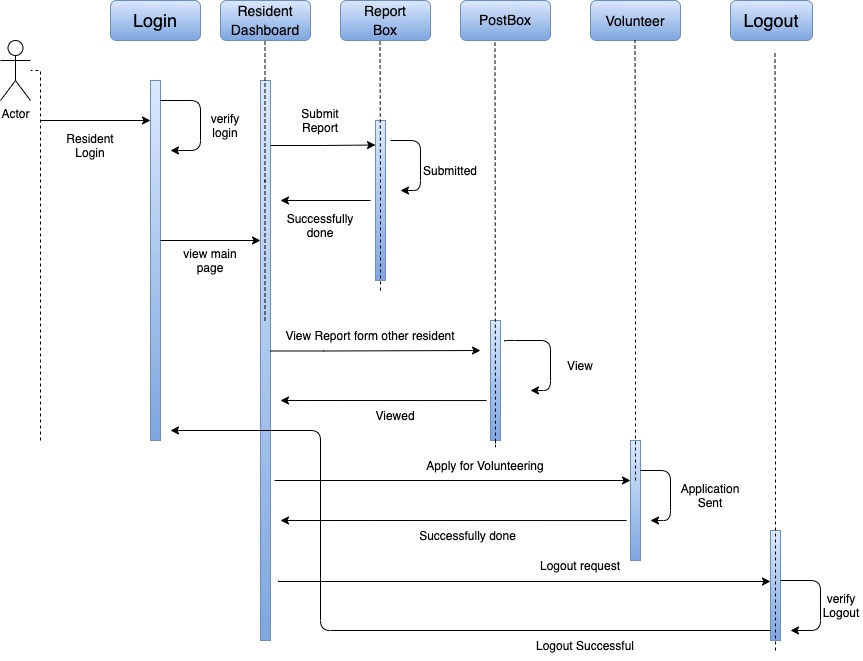 Login
Resident
Dashboard
Report
Box
PostBox
Volunteer
Logout
Actor
Resident
Login
verify
login
Submit
Report
Submitted
Successfully
done
view main
page
View Report form other resident
View
Viewed
Apply for Volunteering
Application
Sent
Successfully done
Logout request
verify
Logout
Logout Successful